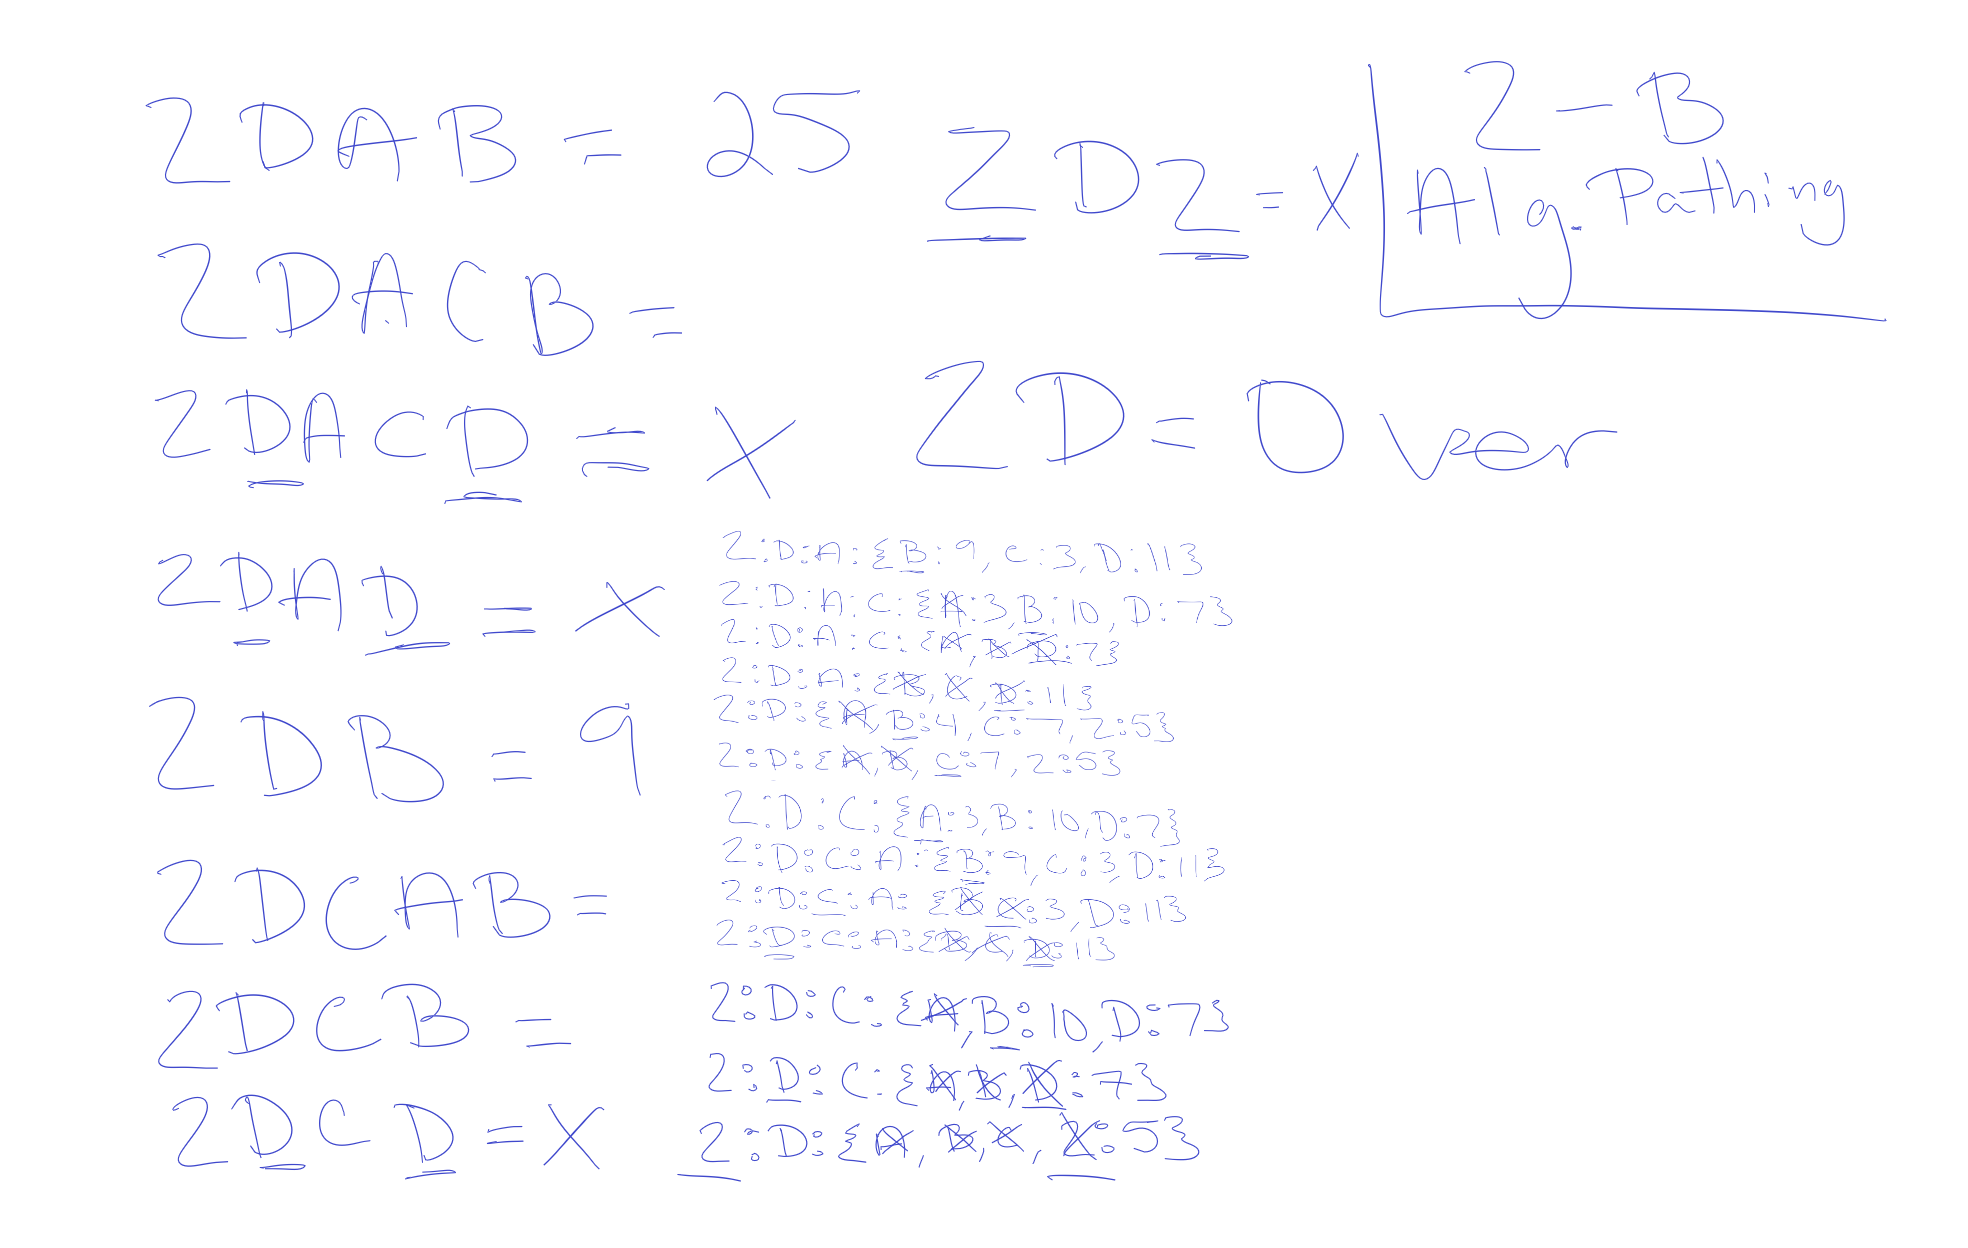 ZDAB = 25
ZDACB =
ZDACD = X
ZDAD = X
ZDB = 9
ZDCAB =
ZDCB =
ZDCD = X
ZDZ = X
Z - B
Alg. Pathing
ZD = Over
Z:D:A:{B:9, C:3, D:11}
Z:D:A:C:{A:3, B:10, D:7}
Z:D:A:C:{A, B, D:7}
Z:D:A:{B, C, D:11}
Z:D:{A, B:4, C:7, Z:5}
Z:D:{A, B, C:7, Z:5}
Z:D:C:{A:3, B:10, D:7}
Z:D:C:A:{B:9, C:3, D:11}
Z:D:C:A:{B, C:3, D:11}
Z:D:C:A:{B, C, D:11}
Z:D:C:{A, B:10, D:7}
Z:D:C:{A, B, D:7}
Z:D:{A, B, C, Z:5}